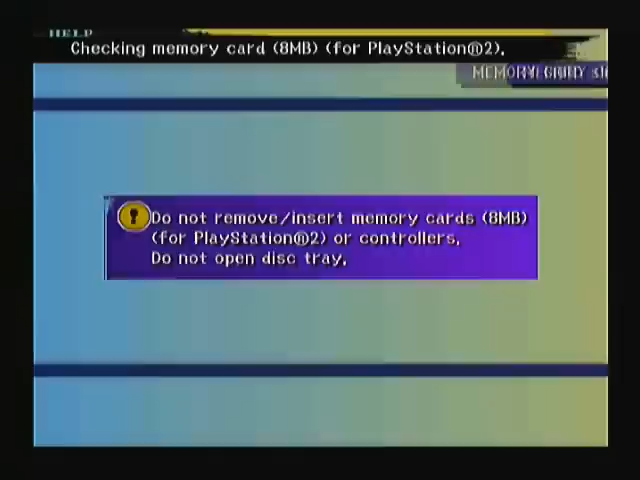 HELP
Checking memory card (8MB) (for PlayStation®2).
MEMORY
Do not remove/insert memory cards (8MB)
(for PlayStation®2) or controllers.
Do not open disc tray.